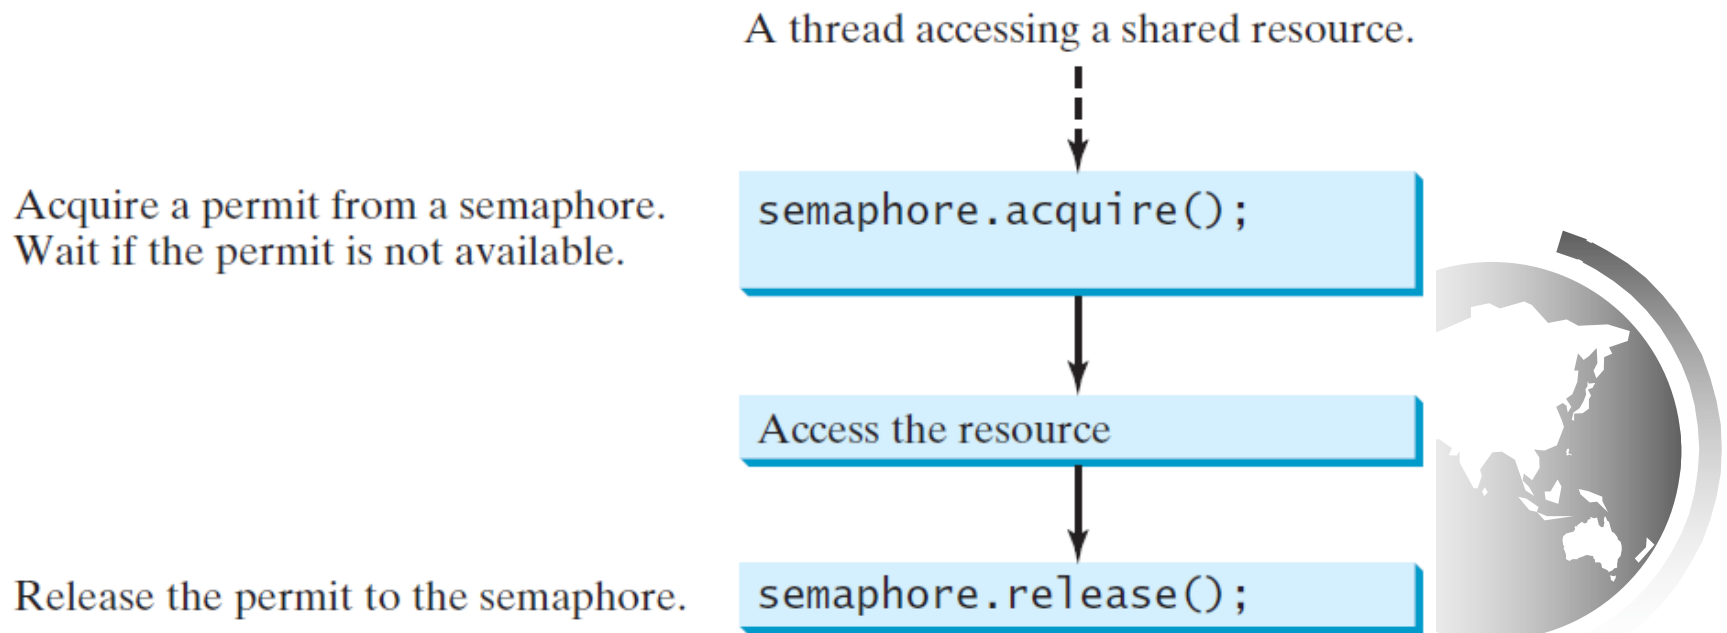 A thread accessing a shared resource.
Acquire a permit from a semaphore.
Wait if the permit is not available.
semaphore.acquire();
Access the resource
Release the permit to the semaphore.
semaphore.release();